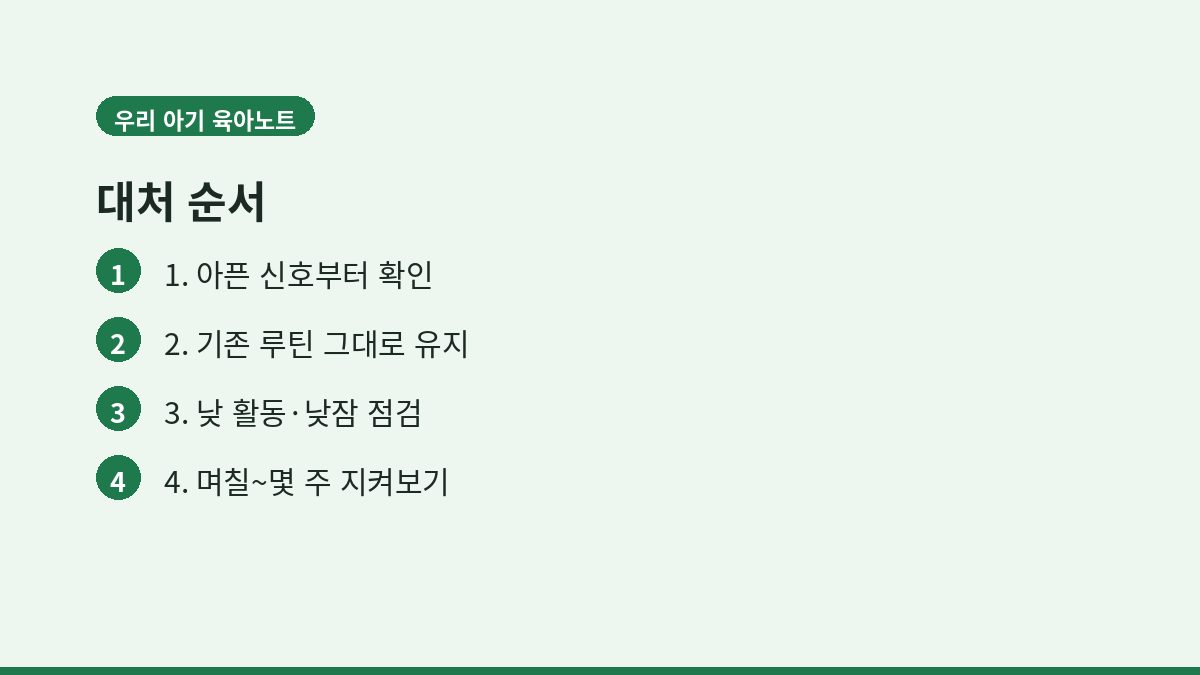 우리 아기 육아노트
대처 순서
1 1. 아픈 신호부터 확인
2 2. 기존 루틴 그대로 유지
3 3. 낮 활동·낮잠 점검
4 4. 며칠~몇 주 지켜보기